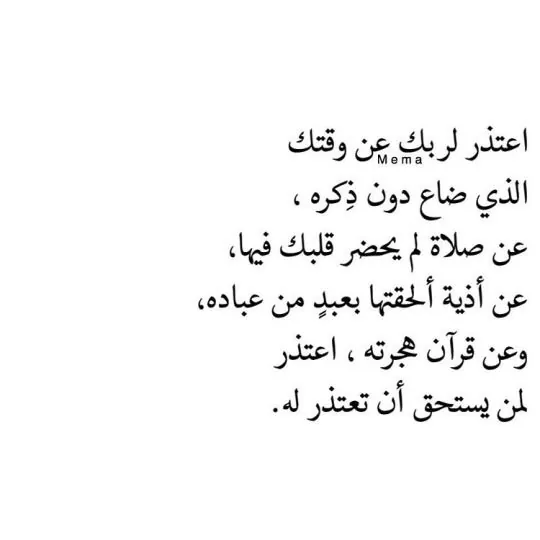 اعتذر لربك عن وقتك
Mema
الذي ضاع دون ذِكره ،
عن صلاة لم يحضر قلبك فيها،
عن أذية ألحقتها بعبدٍ من عباده،
وعن قرآن هجرته ، اعتذر
لمن يستحق أن تعتذر له.